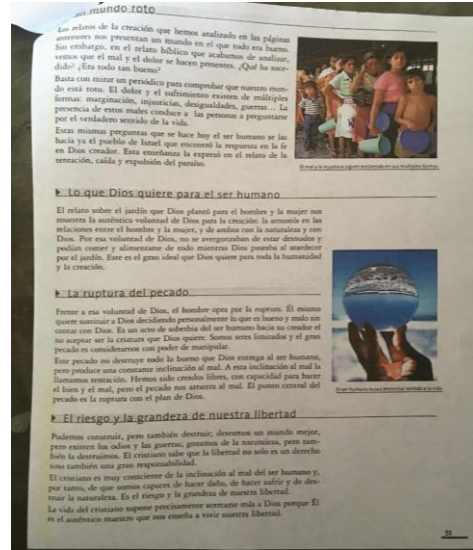 mundo roto
Los relatos de la creación que hemos analizado en las páginas
anteriores nos presentan un mundo en el que todo era bueno.
Sin embargo, en el relato bíblico que acabamos de analizar,
vemos que el mal y el dolor se hacen presentes. ¿Qué ha suce-
dido? ¿Era todo tan bueno?
Basta con mirar un periódico para comprobar que nuestro mun-
do está roto. El dolor y el sufrimiento existen de múltiples
formas: marginación, injusticias, desigualdades, guerras... La
presencia de estos males conduce a las personas a preguntarse
por el verdadero sentido de la vida.
Estas mismas preguntas que se hace hoy el ser humano se las
hacía ya el pueblo de Israel que encontró la respuesta en la fe
en Dios creador. Esta enseñanza la expresó en el relato de la
tentación, caída y expulsión del paraíso.
El mal y la injusticia siguen existiendo en sus múltiples formas.
Lo que Dios quiere para el ser humano
El relato sobre el jardín que Dios plantó para el hombre y la mujer nos
muestra la auténtica voluntad de Dios para la creación: la armonía en las
relaciones entre el hombre y la mujer, y de ambos con la naturaleza y con
Dios. Por esa voluntad de Dios, no se avergonzaban de estar desnudos y
podían comer y alimentarse de todo mientras Dios paseaba al atardecer
por el jardín. Este es el gran ideal que Dios quiere para toda la humanidad
y la creación.
La ruptura del pecado
Frente a esa voluntad de Dios, el hombre opta por la ruptura. Él mismo
quiere sustituir a Dios decidiendo personalmente lo que es bueno y malo sin
contar con Dios. Es un acto de soberbia del ser humano hacia su creador el
no aceptar ser la criatura que Dios quiere. Somos seres limitados y el gran
pecado es considerarnos con poder de manipular.
Este pecado no destruye todo lo bueno que Dios entrega al ser humano,
pero produce una constante inclinación al mal. A esta inclinación al mal la
llamamos tentación. Hemos sido creados libres, con capacidad para hacer
el bien y el mal, pero el pecado nos arrastra al mal. El punto central del
pecado es la ruptura con el plan de Dios.
El ser humano busca encontrar sentido a la vida.
El riesgo y la grandeza de nuestra libertad
Podemos construir, pero también destruir; deseamos un mundo mejor,
pero existen los odios y las guerras; gozamos de la naturaleza, pero tam-
bién la destruimos. El cristiano sabe que la libertad no solo es un derecho
sino también una gran responsabilidad.
El cristiano es muy consciente de la inclinación al mal del ser humano y,
por tanto, de que somos capaces de hacer daño, de hacer sufrir y de des-
truir la naturaleza. Es el riesgo y la grandeza de nuestra libertad.
La vida del cristiano supone precisamente acercarse más a Dios porque Él
es el auténtico maestro que nos enseña a vivir nuestra libertad.
51